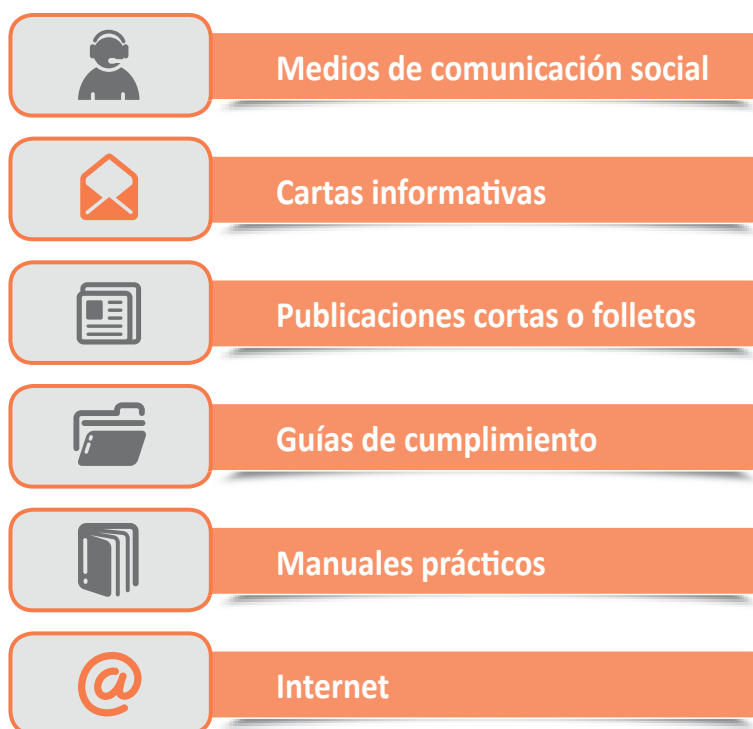 Medios de comunicación social
Cartas informativas
Publicaciones cortas o folletos
Guías de cumplimiento
Manuales prácticos
@
Internet